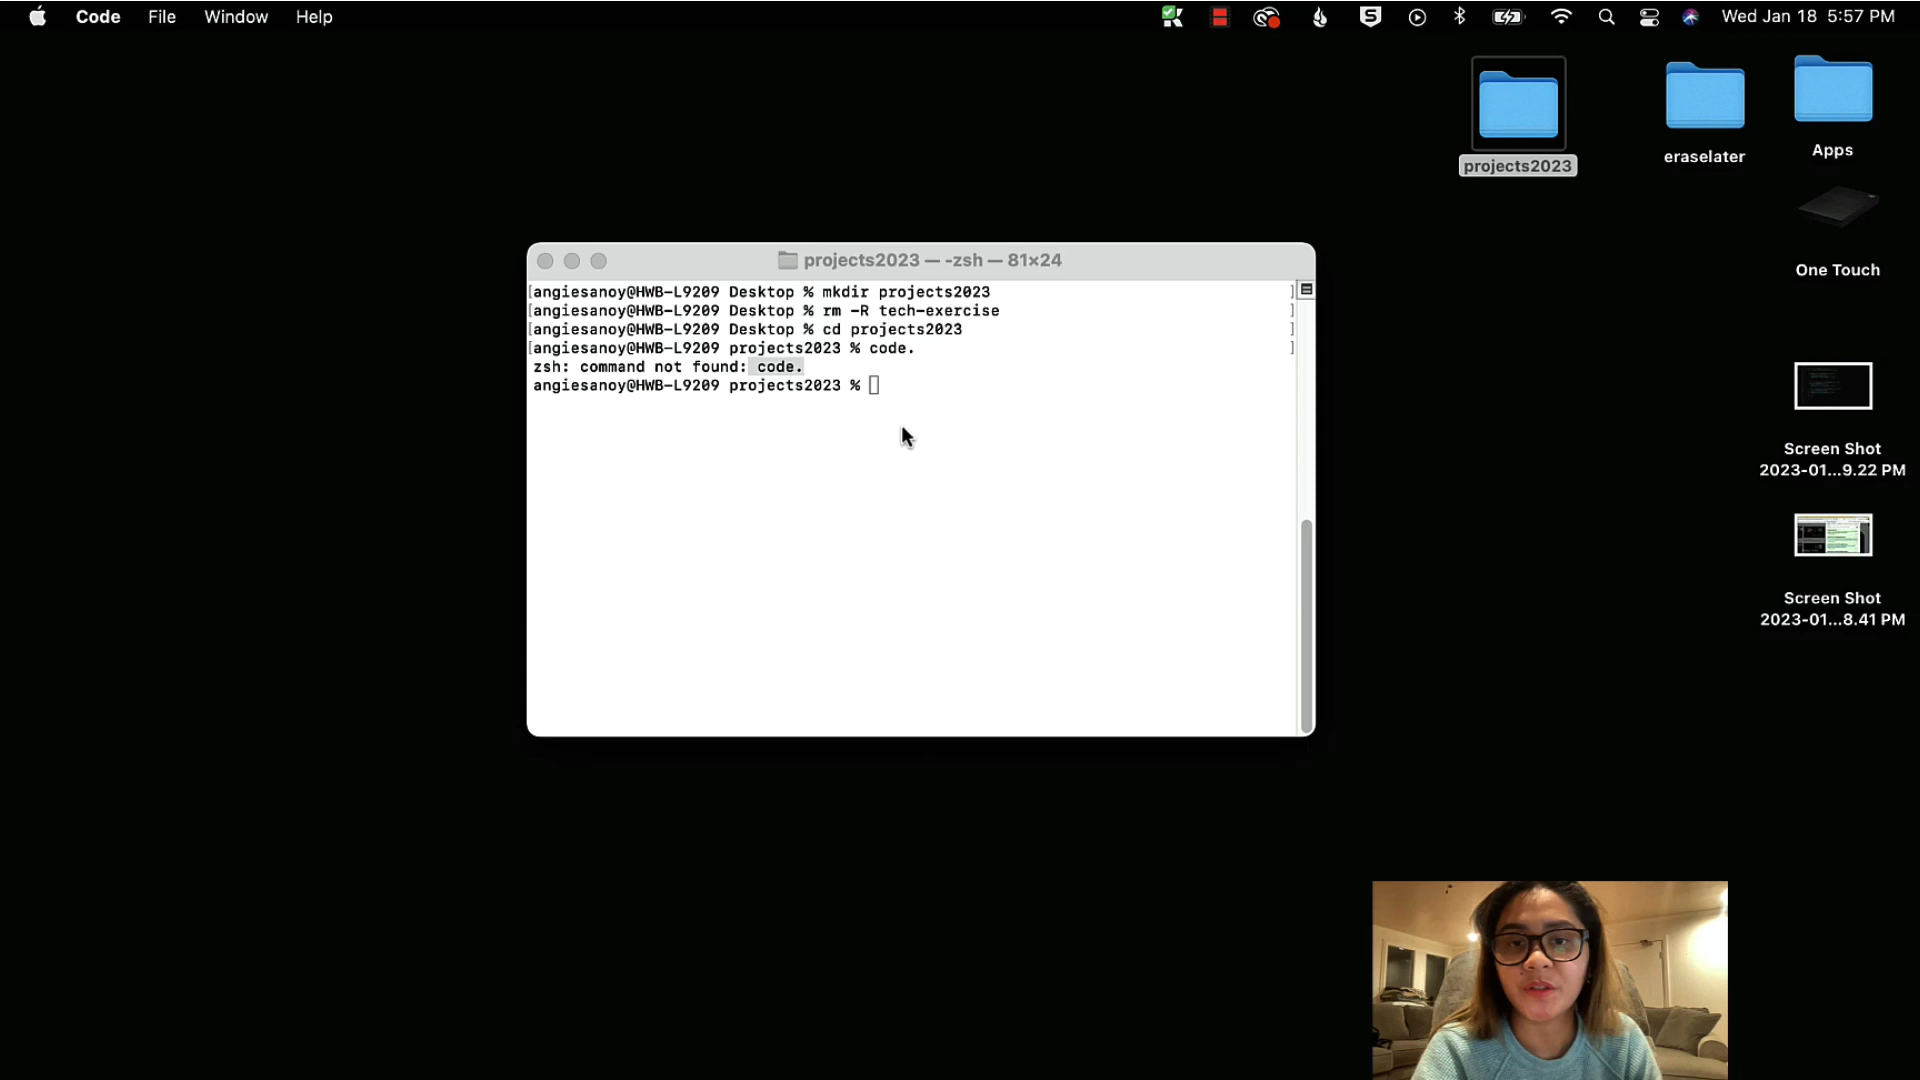 Code File Window Help
Wed Jan 18 5:57 PM
projects2023
eraselater
Apps
One Touch
projects2023 — -zsh — 81×24
[angiesanoy@HWB-L9209 Desktop % mkdir projects2023 ]
[angiesanoy@HWB-L9209 Desktop % rm -R tech-exercise ]
[angiesanoy@HWB-L9209 Desktop % cd projects2023 ]
[angiesanoy@HWB-L9209 projects2023 % code. ]
zsh: command not found: code.
angiesanoy@HWB-L9209 projects2023 %
Screen Shot
2023-01...9.22 PM
Screen Shot
2023-01...8.41 PM